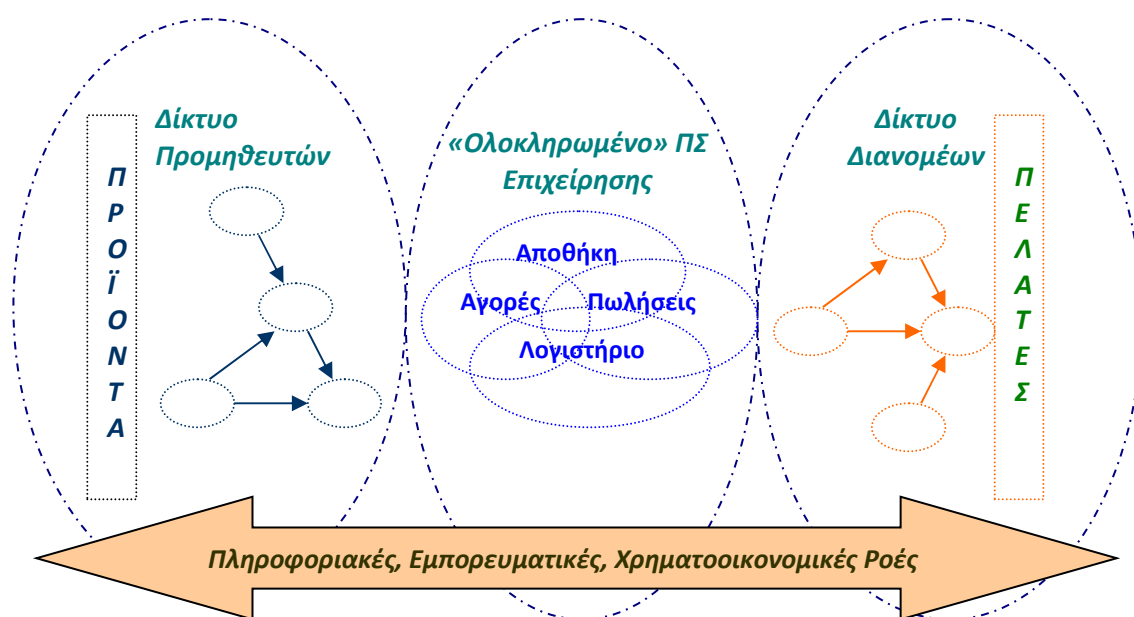 Δίκτυο
Προμηθευτών
«Ολοκληρωμένο» ΠΣ
Επιχείρησης
Δίκτυο
Διανομέων
Π
Ρ
Ο
Ϊ
Ο
Ν
Τ
Α
Αποθήκη
Αγορές
Πωλήσεις
Λογιστήριο
Π
Ε
Λ
Α
Τ
Ε
Σ
Πληροφοριακές, Εμπορευματικές, Χρηματοοικονομικές Ροές